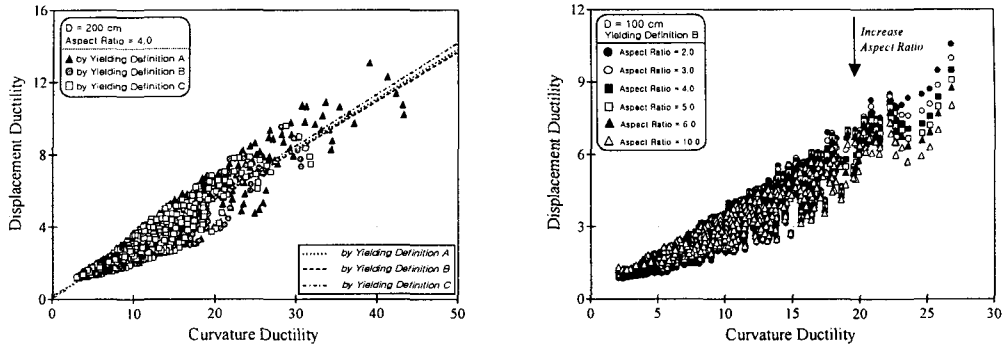 D = 200 cm
Aspect Ratio = 4.0
by Yielding Definition A
by Yielding Definition B
by Yielding Definition C
16
12
8
4
0
Displacement Ductility
by Yielding Definition A
by Yielding Definition B
by Yielding Definition C
0 10 20 30 40 50
Curvature Ductility
D = 100 cm
Yielding Definition B
Aspect Ratio = 2.0
Aspect Ratio = 3.0
Aspect Ratio = 4.0
Aspect Ratio = 5.0
Aspect Ratio = 6.0
Aspect Ratio = 10.0
Increase
Aspect Ratio
12
9
6
3
0
Displacement Ductility
0 5 10 15 20 25 30
Curvature Ductility